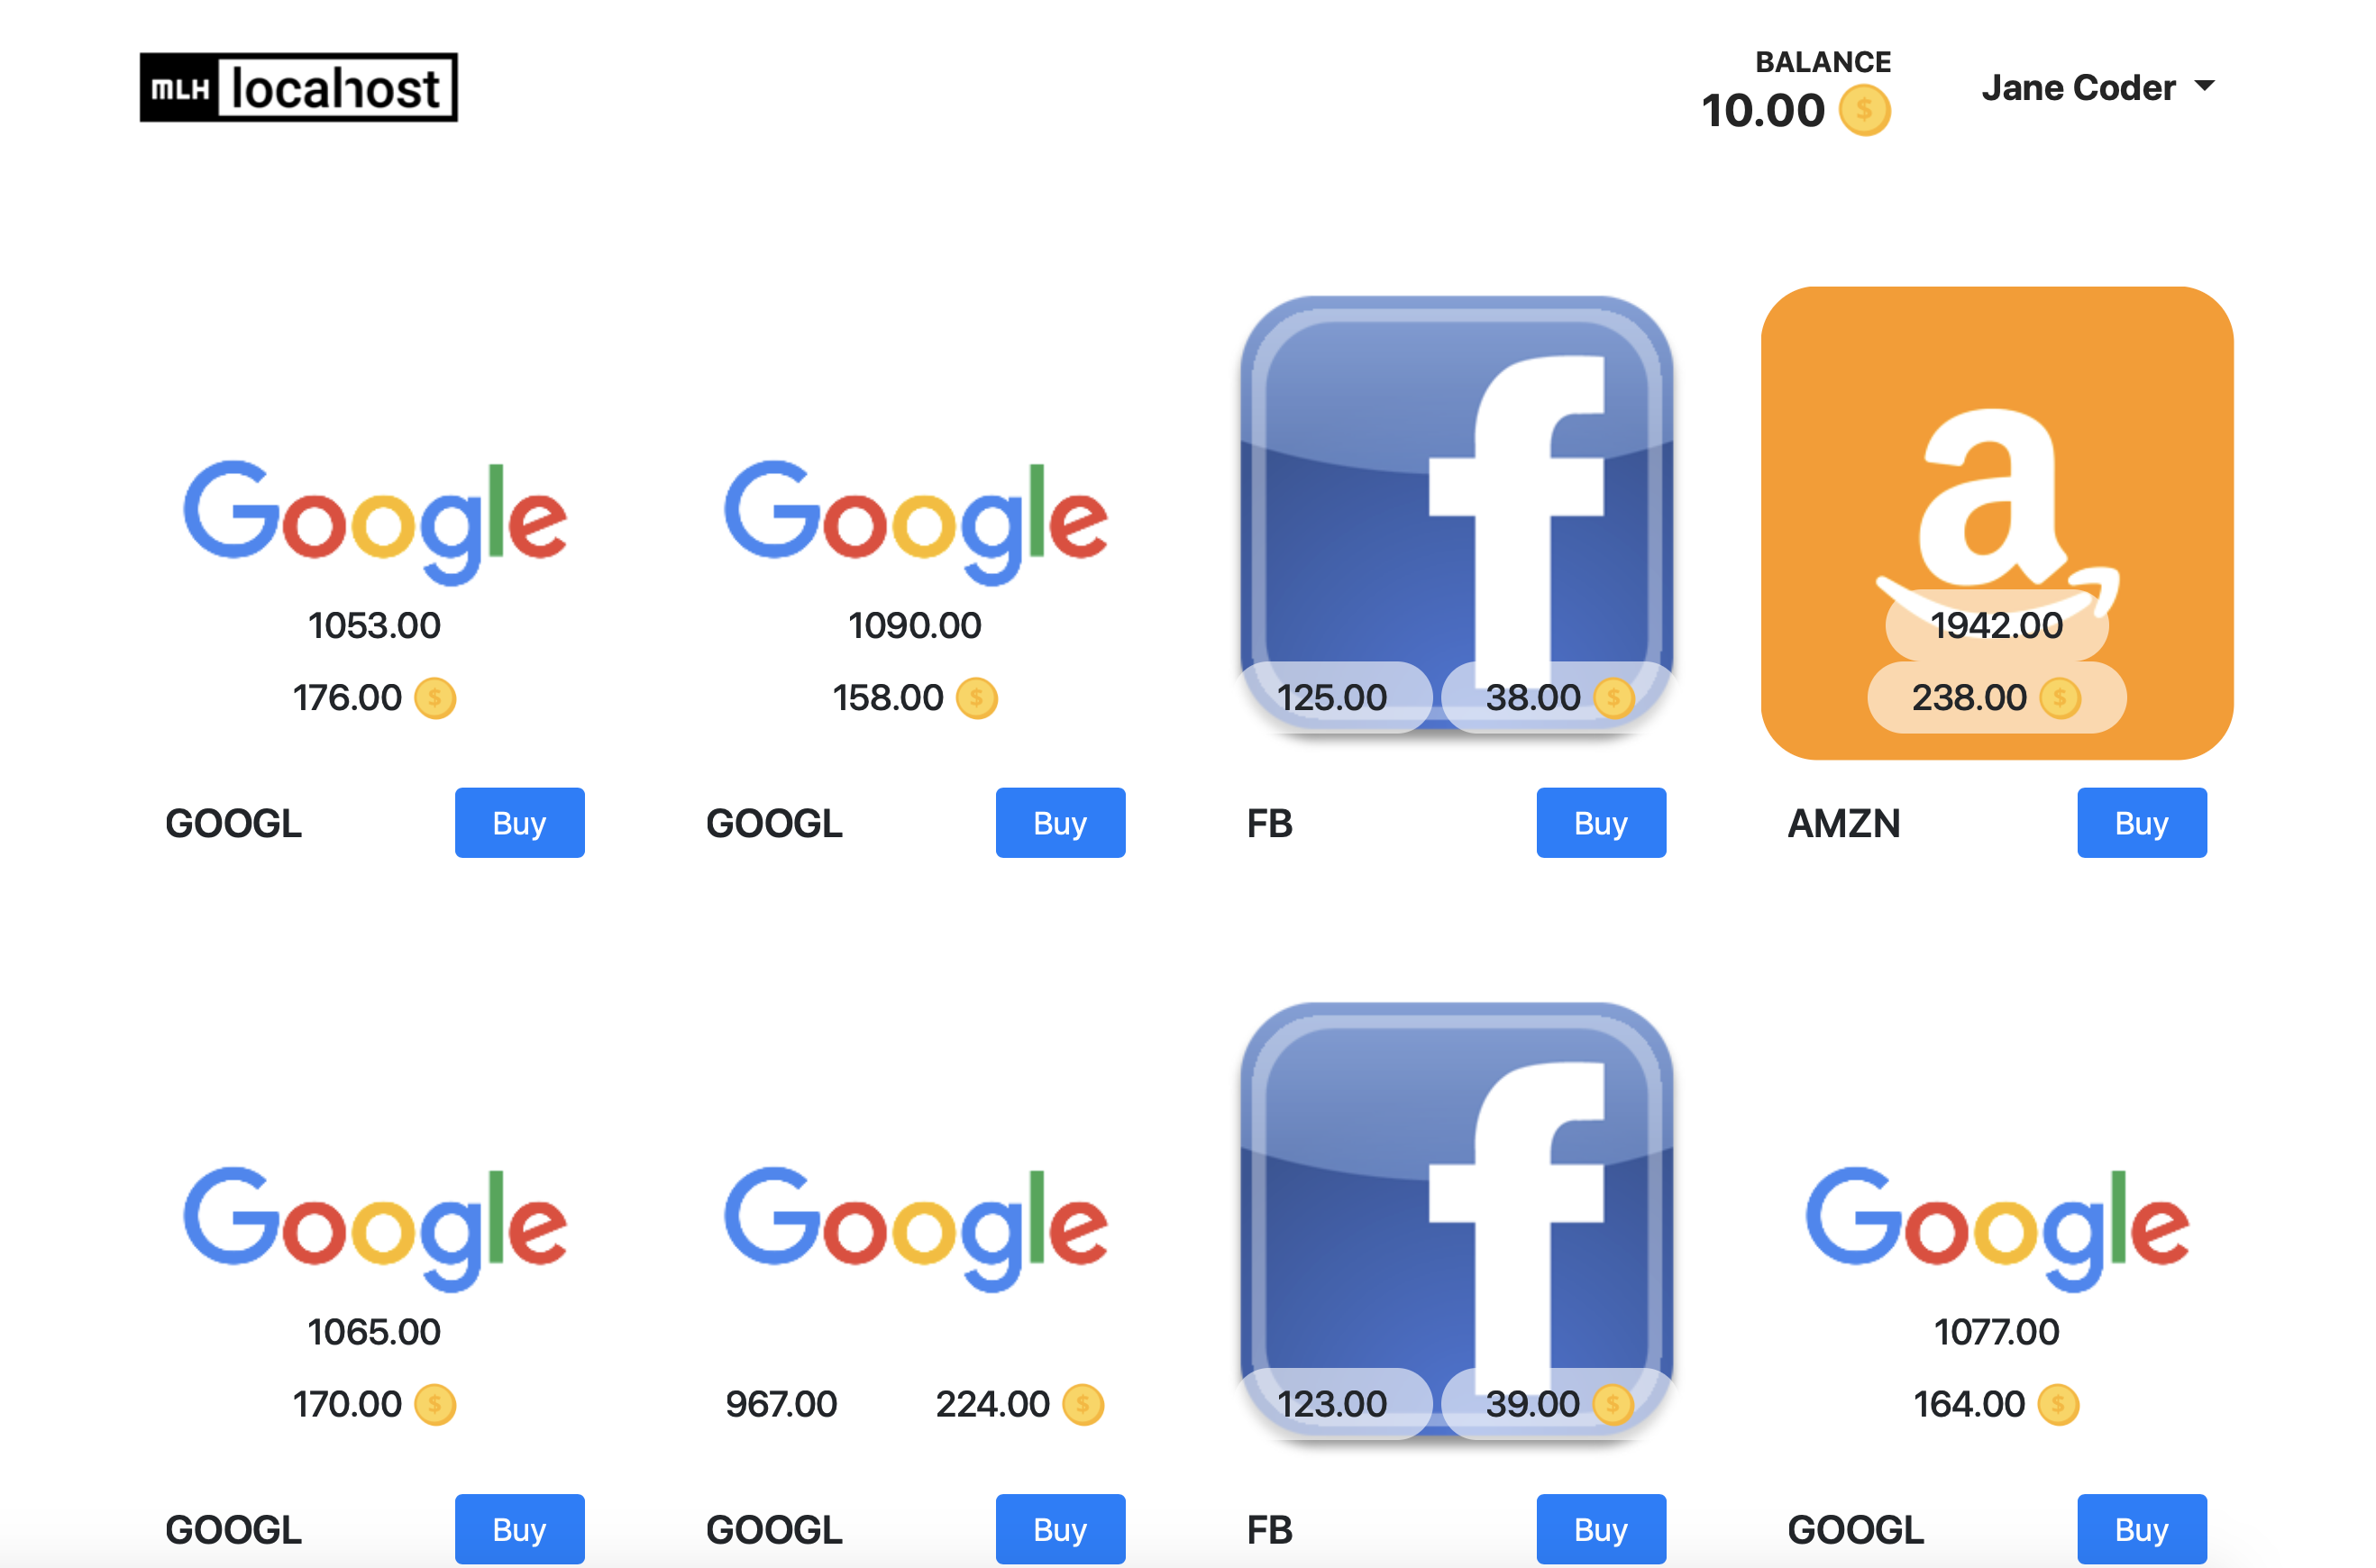 MLH locahost
BALANCE
10.00 $
Jane Coder
Google
1053.00
176.00 $
GOOGL
Buy
Google
1090.00
158.00 $
GOOGL
Buy
f
125.00
38.00 $
FB
Buy
a
1942.00
238.00 $
AMZN
Buy
Google
1065.00
170.00 $
GOOGL
Buy
Google
967.00
224.00 $
GOOGL
Buy
f
123.00
39.00 $
FB
Buy
Google
1077.00
164.00 $
GOOGL
Buy